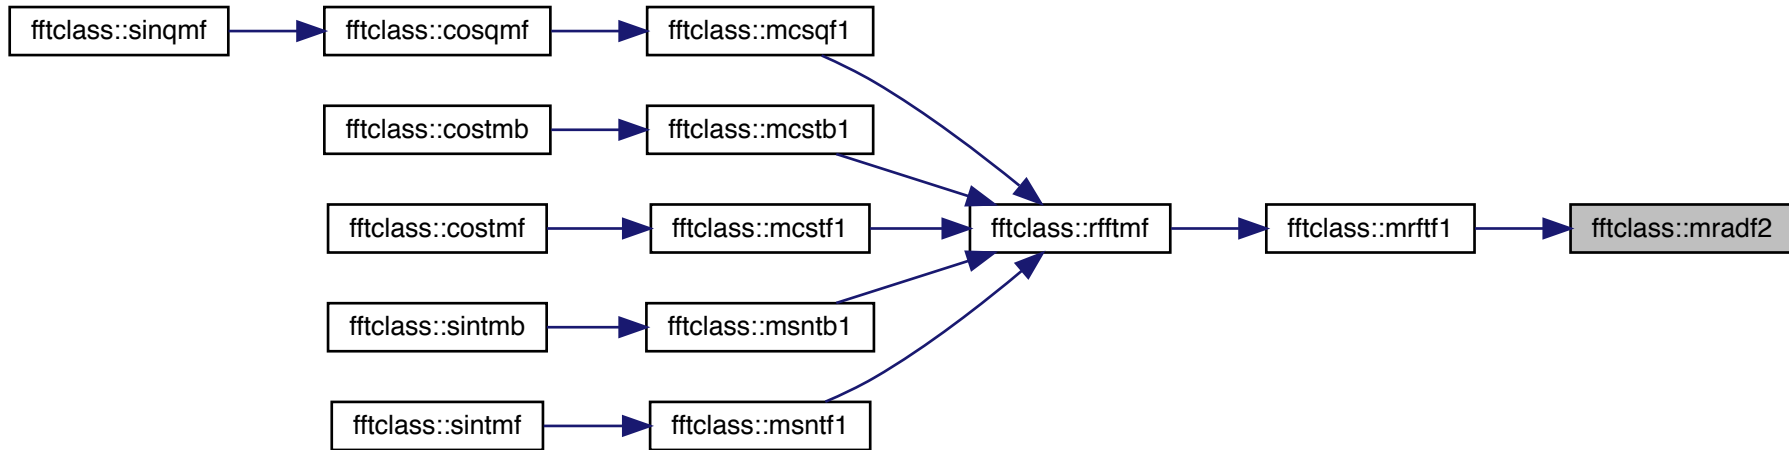 fftclass::sinqmf
fftclass::cosqmf
fftclass::mcsqf1
fftclass::costmb
fftclass::mcstb1
fftclass::costmf
fftclass::mcstf1
fftclass::rfftmf
fftclass::mrftf1
fftclass::mradf2
fftclass::sintmb
fftclass::msntb1
fftclass::sintmf
fftclass::msntf1